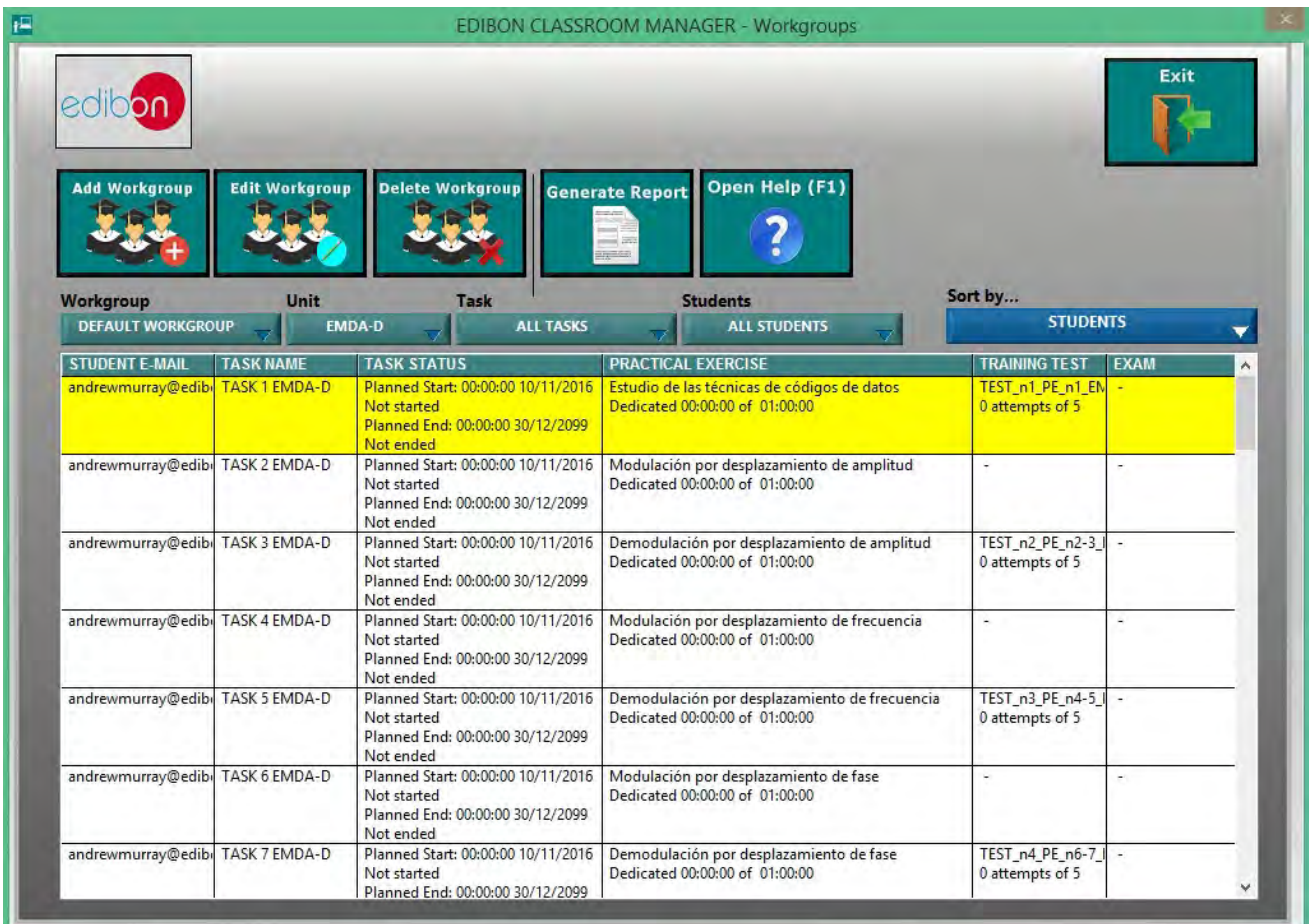 EDIBON CLASSROOM MANAGER - Workgroups
edibon
Exit
Add Workgroup
Edit Workgroup
Delete Workgroup
Generate Report
Open Help (F1)
Workgroup
Unit
Task
Students
Sort by...
DEFAULT WORKGROUP
EMDA-D
ALL TASKS
ALL STUDENTS
STUDENTS
STUDENT E-MAIL TASK NAME TASK STATUS PRACTICAL EXERCISE TRAINING TEST EXAM
andrewmurray@edib TASK 1 EMDA-D Planned Start: 00:00:00 10/11/2016 Estudio de las técnicas de códigos de datos TEST_n1_PE_n1_EM -
Not started Dedicated 00:00:00 of 01:00:00 0 attempts of 5
Planned End: 00:00:00 30/12/2099
Not ended
andrewmurray@edib TASK 2 EMDA-D Planned Start: 00:00:00 10/11/2016 Modulación por desplazamiento de amplitud - -
Not started Dedicated 00:00:00 of 01:00:00
Planned End: 00:00:00 30/12/2099
Not ended
andrewmurray@edib TASK 3 EMDA-D Planned Start: 00:00:00 10/11/2016 Demodulación por desplazamiento de amplitud TEST_n2_PE_n2-3_ -
Not started Dedicated 00:00:00 of 01:00:00 0 attempts of 5
Planned End: 00:00:00 30/12/2099
Not ended
andrewmurray@edib TASK 4 EMDA-D Planned Start: 00:00:00 10/11/2016 Modulación por desplazamiento de frecuencia - -
Not started Dedicated 00:00:00 of 01:00:00
Planned End: 00:00:00 30/12/2099
Not ended
andrewmurray@edib TASK 5 EMDA-D Planned Start: 00:00:00 10/11/2016 Demodulación por desplazamiento de frecuencia TEST_n3_PE_n4-5_ -
Not started Dedicated 00:00:00 of 01:00:00 0 attempts of 5
Planned End: 00:00:00 30/12/2099
Not ended
andrewmurray@edib TASK 6 EMDA-D Planned Start: 00:00:00 10/11/2016 Modulación por desplazamiento de fase - -
Not started Dedicated 00:00:00 of 01:00:00
Planned End: 00:00:00 30/12/2099
Not ended
andrewmurray@edib TASK 7 EMDA-D Planned Start: 00:00:00 10/11/2016 Demodulación por desplazamiento de fase TEST_n4_PE_n6-7_ -
Not started Dedicated 00:00:00 of 01:00:00 0 attempts of 5
Planned End: 00:00:00 30/12/2099